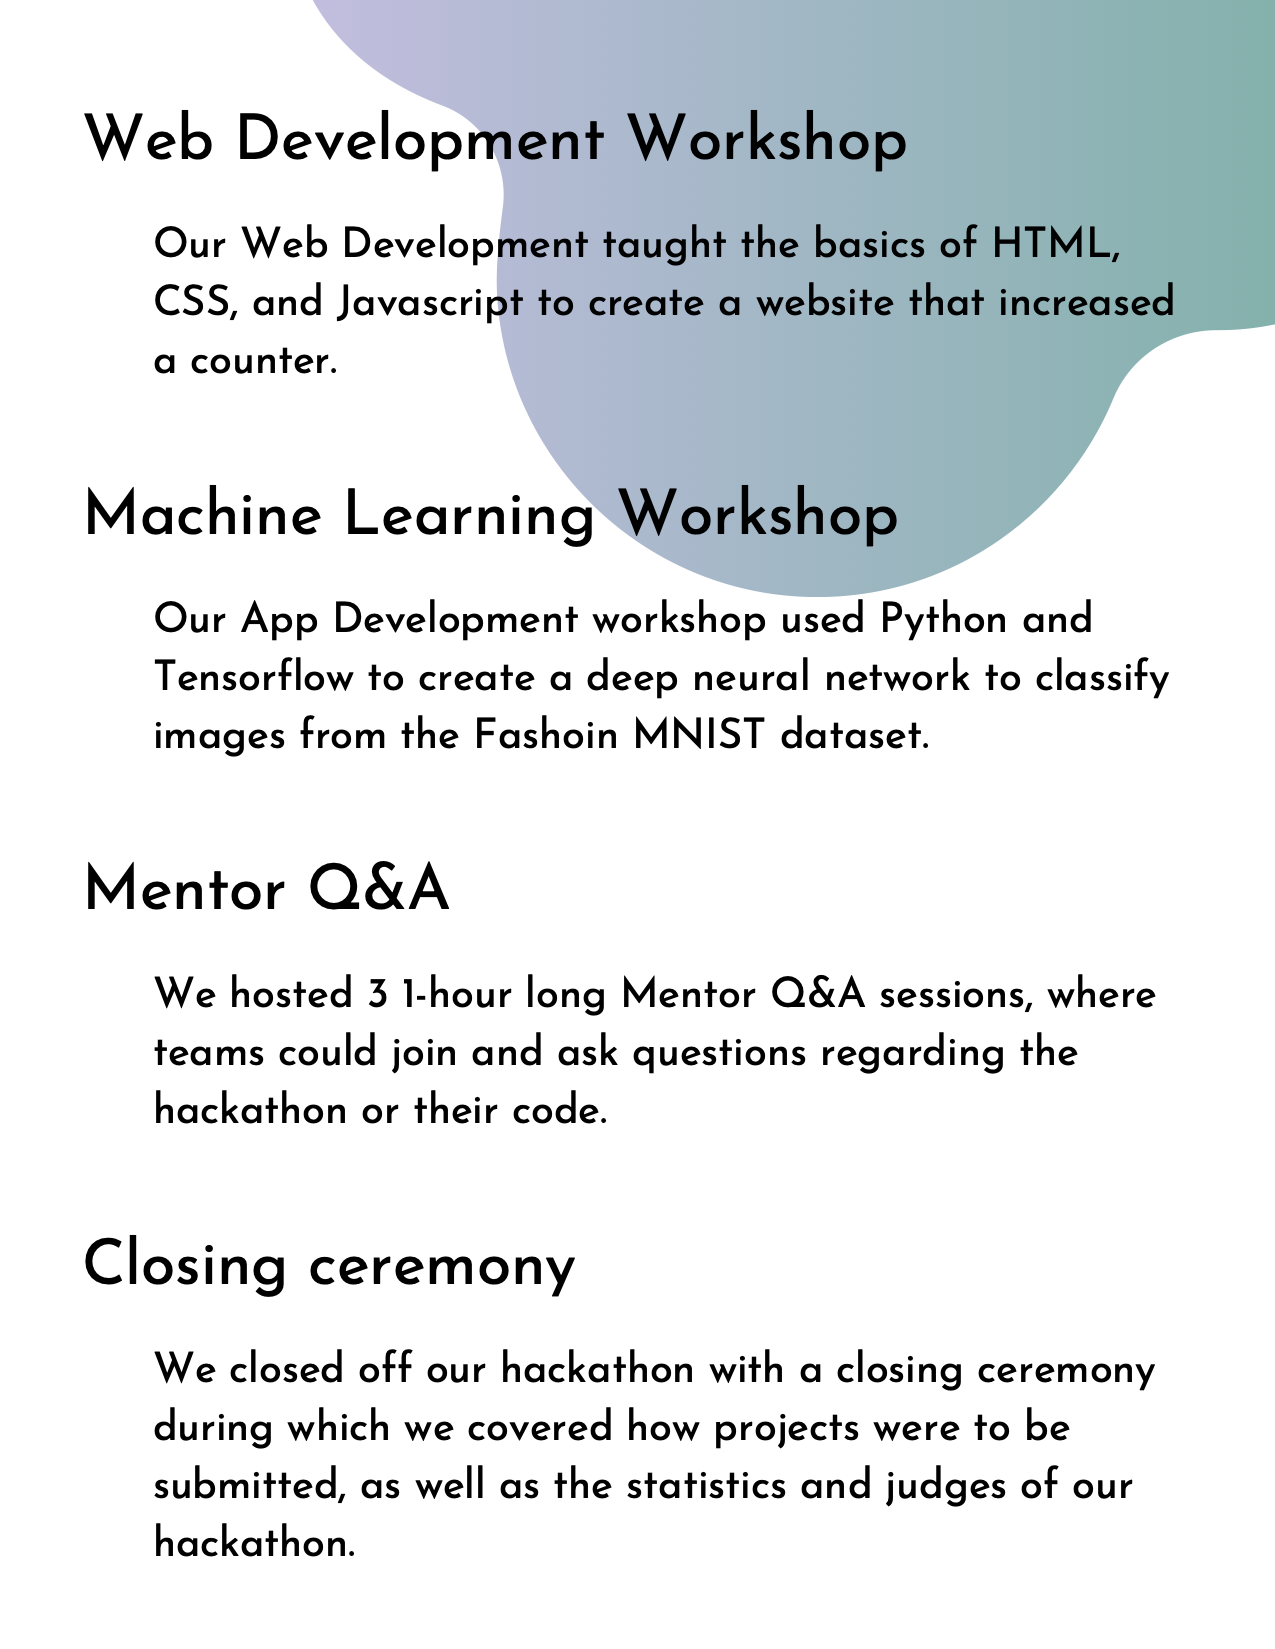 Web Development Workshop
Our Web Development taught the basics of HTML,
CSS, and Javascript to create a website that increased
a counter.
Machine Learning Workshop
Our App Development workshop used Python and
Tensorflow to create a deep neural network to classify
images from the Fashoin MNIST dataset.
Mentor Q&A
We hosted 3 1-hour long Mentor Q&A sessions, where
teams could join and ask questions regarding the
hackathon or their code.
Closing ceremony
We closed off our hackathon with a closing ceremony
during which we covered how projects were to be
submitted, as well as the statistics and judges of our
hackathon.